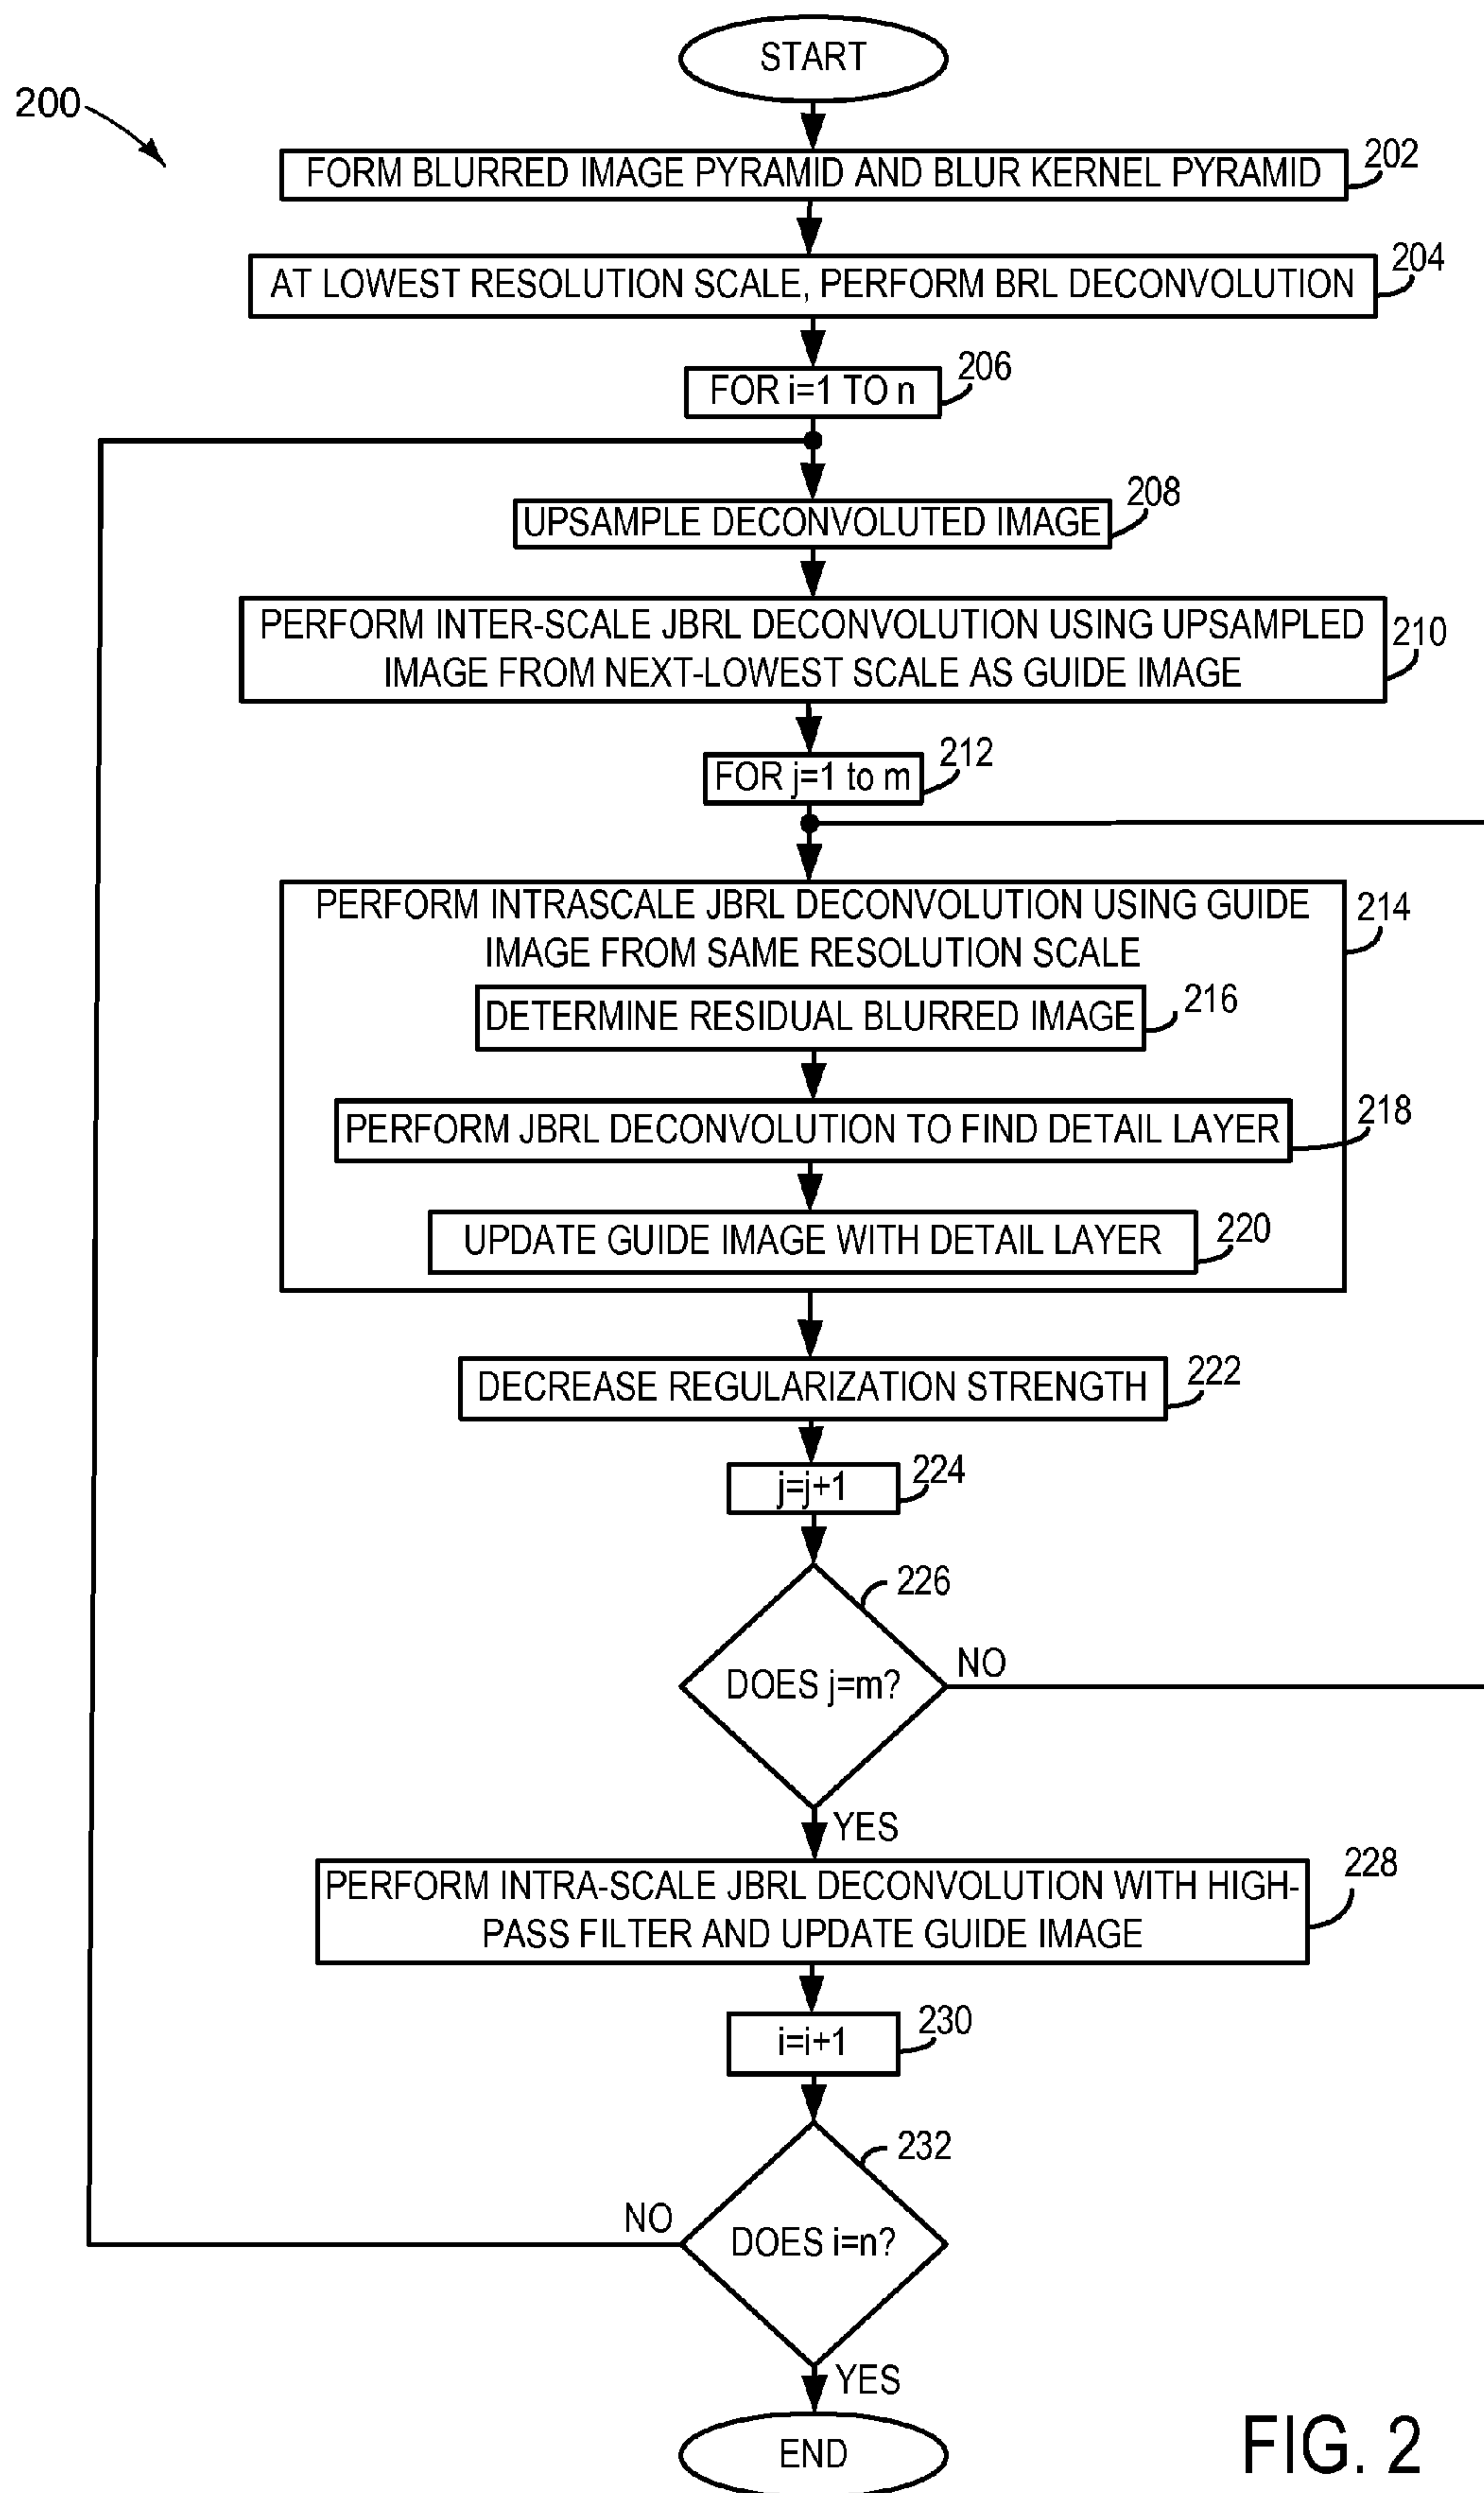 START
200
FORM BLURRED IMAGE PYRAMID AND BLUR KERNEL PYRAMID
202
AT LOWEST RESOLUTION SCALE, PERFORM BRL DECONVOLUTION
204
FOR i=1 TO n
206
UPSAMPLE DECONVOLUTED IMAGE
208
PERFORM INTER-SCALE JBRL DECONVOLUTION USING UPSAMPLED
IMAGE FROM NEXT-LOWEST SCALE AS GUIDE IMAGE
210
FOR j=1 to m
212
PERFORM INTRASCALE JBRL DECONVOLUTION USING GUIDE
IMAGE FROM SAME RESOLUTION SCALE
214
DETERMINE RESIDUAL BLURRED IMAGE
216
PERFORM JBRL DECONVOLUTION TO FIND DETAIL LAYER
218
UPDATE GUIDE IMAGE WITH DETAIL LAYER
220
DECREASE REGULARIZATION STRENGTH
222
j=j+1
224
226
DOES j=m?
NO
YES
PERFORM INTRA-SCALE JBRL DECONVOLUTION WITH HIGH-
PASS FILTER AND UPDATE GUIDE IMAGE
228
i=i+1
230
232
NO
DOES i=n?
YES
END
FIG. 2